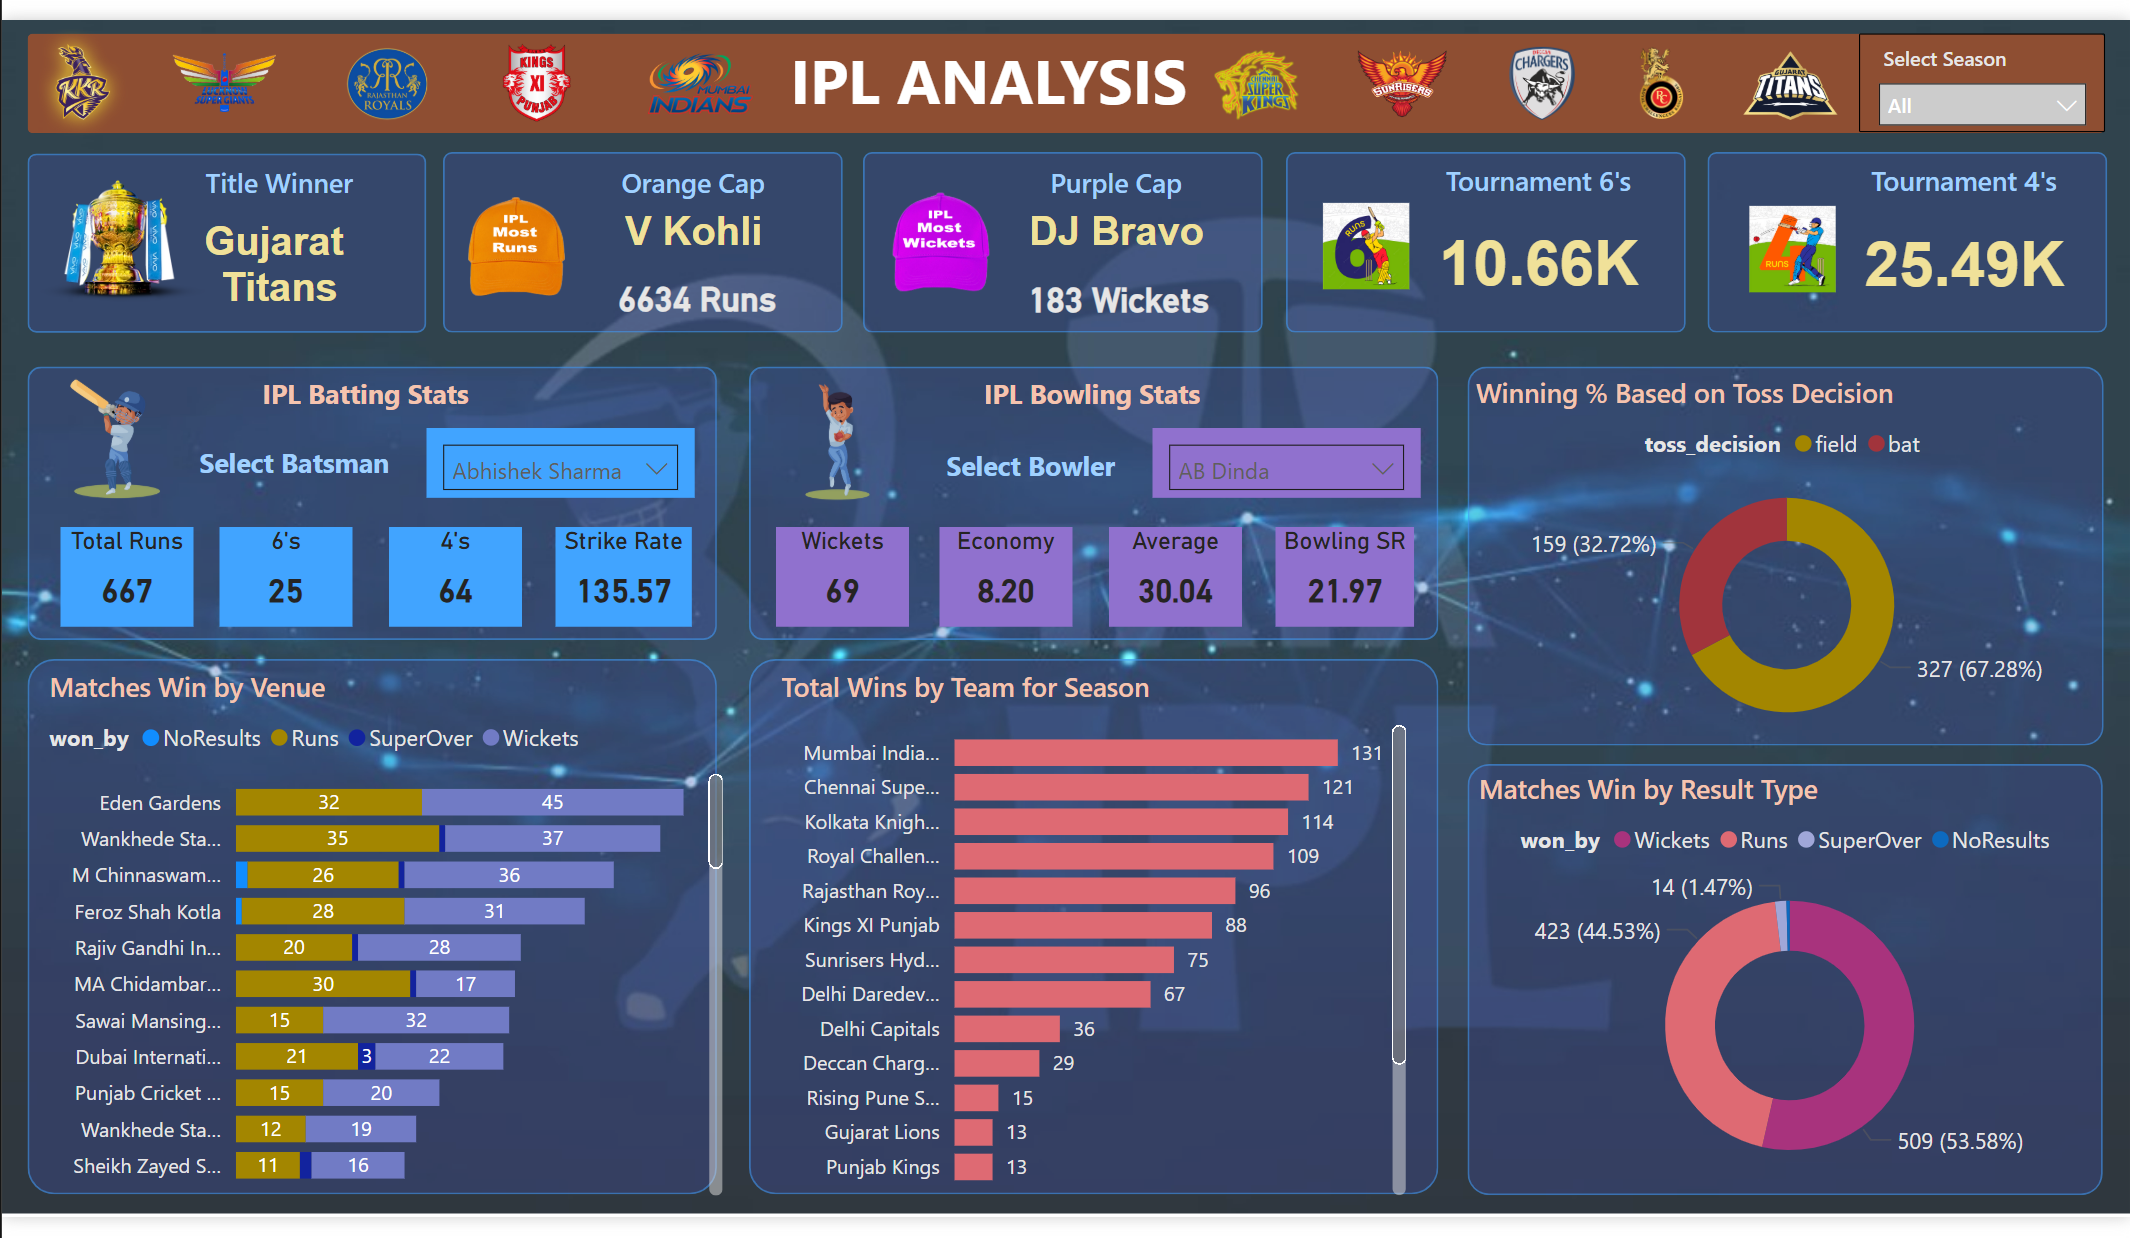 KKR
LUCKNOW
SUPER GIANTS
RAJASTHAN
ROYALS
KINGS
XI
PUNJAB
MUMBAI
INDIANS
IPL ANALYSIS
CHENNAI
SUPER
KINGS
SUNRISERS
CHARGERS
GUJARAT
TITANS
Select Season
All
Title Winner
Gujarat
Titans
IPL
Most
Runs
Orange Cap
V Kohli
6634 Runs
IPL
Most
Wickets
Purple Cap
DJ Bravo
183 Wickets
RUNS
6
Tournament 6's
10.66K
4
RUNS
Tournament 4's
25.49K
IPL Batting Stats
Select Batsman
Abhishek Sharma
Total Runs
667
6's
25
4's
64
Strike Rate
135.57
IPL Bowling Stats
Select Bowler
AB Dinda
Wickets
69
Economy
8.20
Average
30.04
Bowling SR
21.97
Winning % Based on Toss Decision
toss_decision field bat
159 (32.72%)
327 (67.28%)
Matches Win by Venue
won_by NoResults Runs SuperOver Wickets
Eden Gardens 32 45
Wankhede Sta... 35 37
M Chinnaswam... 26 36
Feroz Shah Kotla 28 31
Rajiv Gandhi In... 20 28
MA Chidambar... 30 17
Sawai Mansing... 15 32
Dubai Internati... 21 3 22
Punjab Cricket ... 15 20
Wankhede Sta... 12 19
Sheikh Zayed S... 11 16
Total Wins by Team for Season
Mumbai India... 131
Chennai Supe... 121
Kolkata Knigh... 114
Royal Challen... 109
Rajasthan Roy... 96
Kings XI Punjab 88
Sunrisers Hyd... 75
Delhi Daredev... 67
Delhi Capitals 36
Deccan Charg... 29
Rising Pune S... 15
Gujarat Lions 13
Punjab Kings 13
Matches Win by Result Type
won_by Wickets Runs SuperOver NoResults
14 (1.47%)
423 (44.53%)
509 (53.58%)
IPL